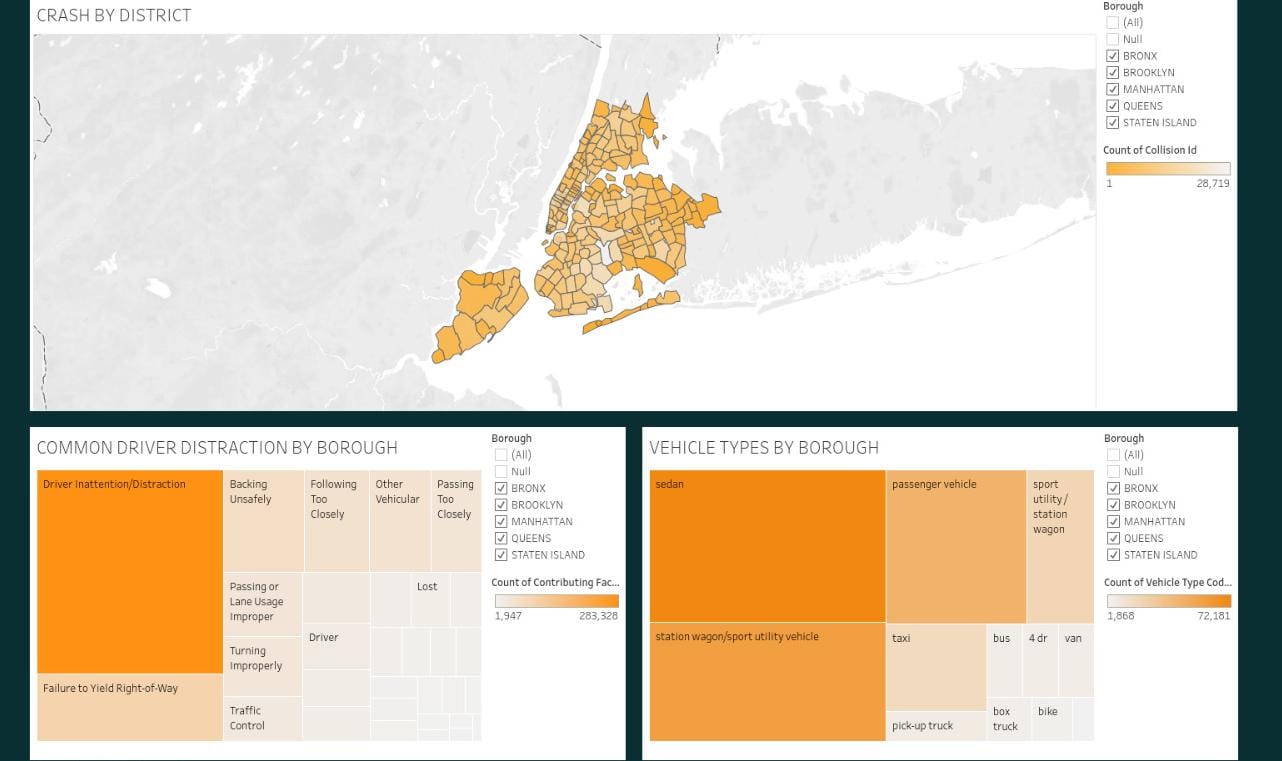 CRASH BY DISTRICT
Borough
(All)
Null
BRONX
BROOKLYN
MANHATTAN
QUEENS
STATEN ISLAND
Count of Collision Id
1
28,719
COMMON DRIVER DISTRACTION BY BOROUGH
Driver Inattention/Distraction
Backing
Unsafely
Following
Too
Closely
Other
Vehicular
Passing
Too
Closely
Passing or
Lane Usage
Improper
Lost
Driver
Turning
Improperly
Failure to Yield Right-of-Way
Traffic
Control
Borough
(All)
Null
BRONX
BROOKLYN
MANHATTAN
QUEENS
STATEN ISLAND
Count of Contributing Fac...
1,947
283,328
VEHICLE TYPES BY BOROUGH
sedan
passenger vehicle
sport
utility /
station
wagon
station wagon/sport utility vehicle
taxi
bus
4 dr
van
pick-up truck
box
truck
bike
Borough
(All)
Null
BRONX
BROOKLYN
MANHATTAN
QUEENS
STATEN ISLAND
Count of Vehicle Type Cod...
1,868
72,181